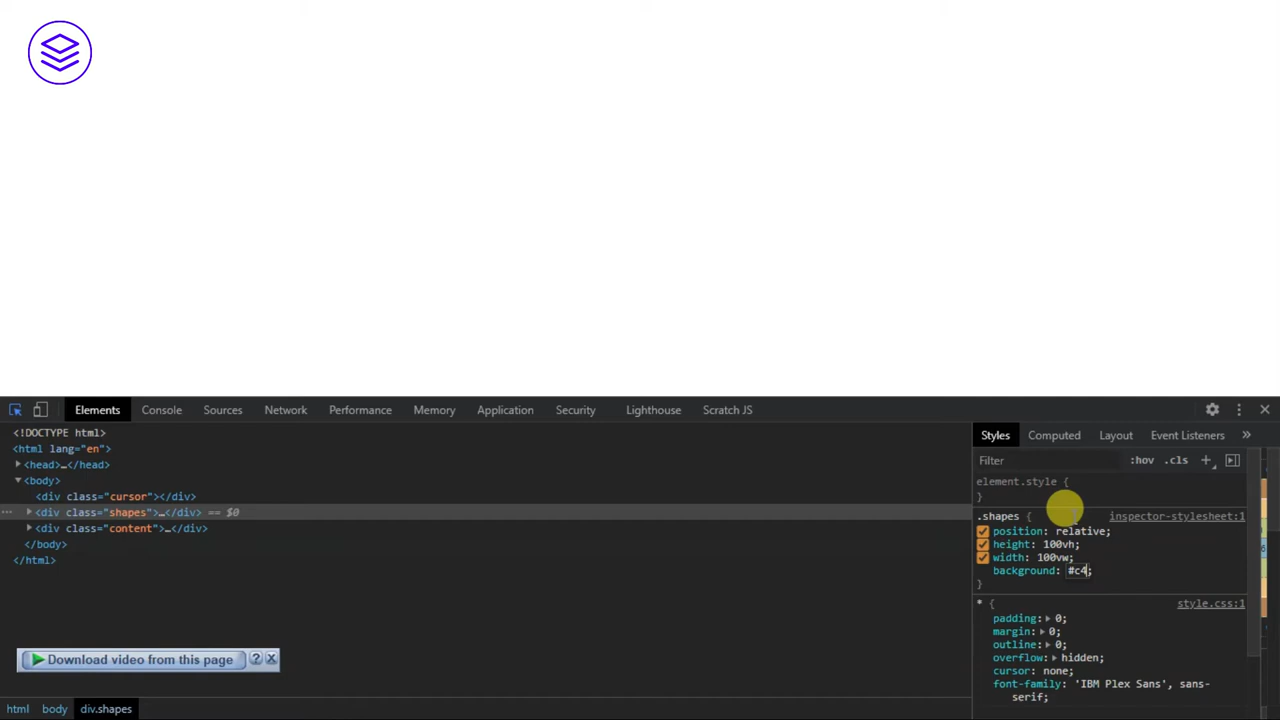 Elements Console Sources Network Performance Memory Application Security Lighthouse Scratch JS
<!DOCTYPE html>
<html lang="en">
<head>…</head>
<body>
<div class="cursor"></div>
<div class="shapes">…</div> == $0
<div class="content">…</div>
</body>
</html>
Download video from this page ? X
html body div.shapes
Styles Computed Layout Event Listeners »
Filter :hov .cls +
element.style {
}
.shapes { inspector-stylesheet:1
position: relative;
height: 100vh;
width: 100vw;
background: #c4;
}
* { style.css:1
padding: 0;
margin: 0;
outline: 0;
overflow: hidden;
cursor: none;
font-family: 'IBM Plex Sans', sans-
serif;